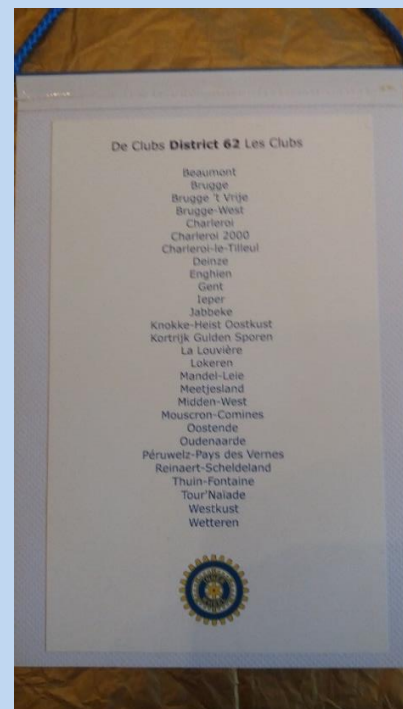 De Clubs District 62 Les Clubs
Beaumont
Brugge
Brugge 't Vrije
Brugge-West
Charleroi
Charleroi 2000
Charleroi-le-Tilleul
Deinze
Enghien
Gent
Ieper
Jabbeke
Knokke-Heist Oostkust
Kortrijk Gulden Sporen
La Louvière
Lokeren
Mandel-Leie
Meetjesland
Midden-West
Mouscron-Comines
Oostende
Oudenaarde
Péruwelz-Pays des Vernes
Reinaert-Scheldeland
Thuin-Fontaine
Tour'Naïade
Westkust
Wetteren